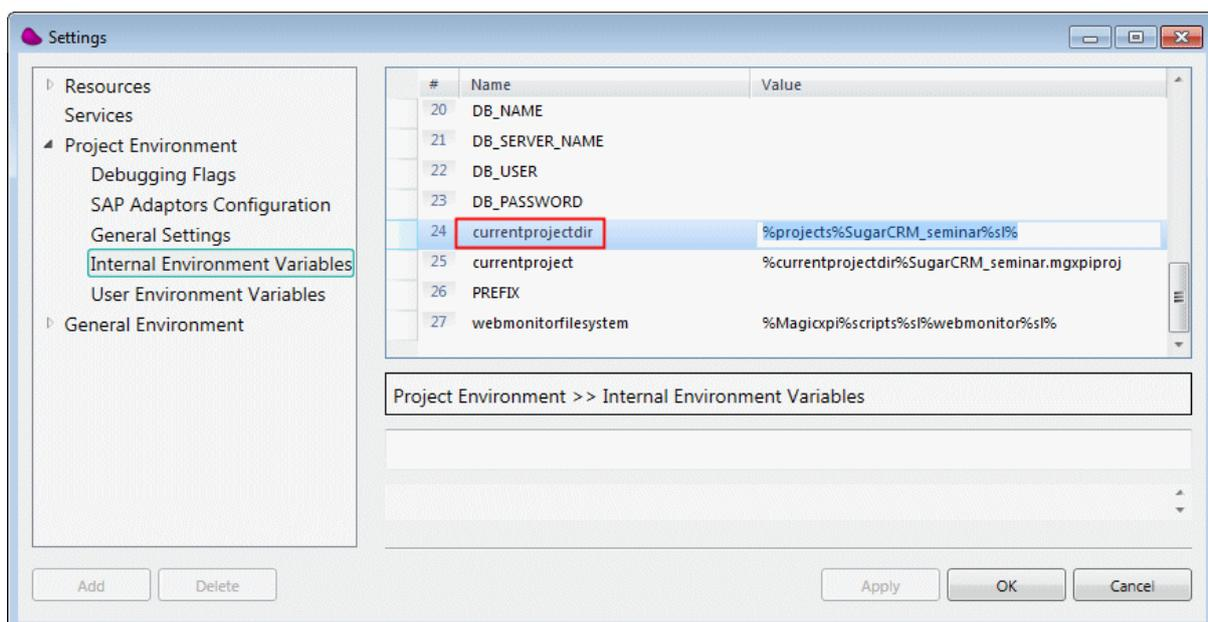 Settings
Resources
Services
Project Environment
Debugging Flags
SAP Adaptors Configuration
General Settings
Internal Environment Variables
User Environment Variables
General Environment
# Name Value
20 DB_NAME
21 DB_SERVER_NAME
22 DB_USER
23 DB_PASSWORD
24 currentprojectdir %projects%SugarCRM_seminar%sl%
25 currentproject %currentprojectdir%SugarCRM_seminar.mgxpiproj
26 PREFIX
27 webmonitorfilesystem %Magicxpi%scripts%sl%webmonitor%sl%
Project Environment >> Internal Environment Variables
Add Delete Apply OK Cancel